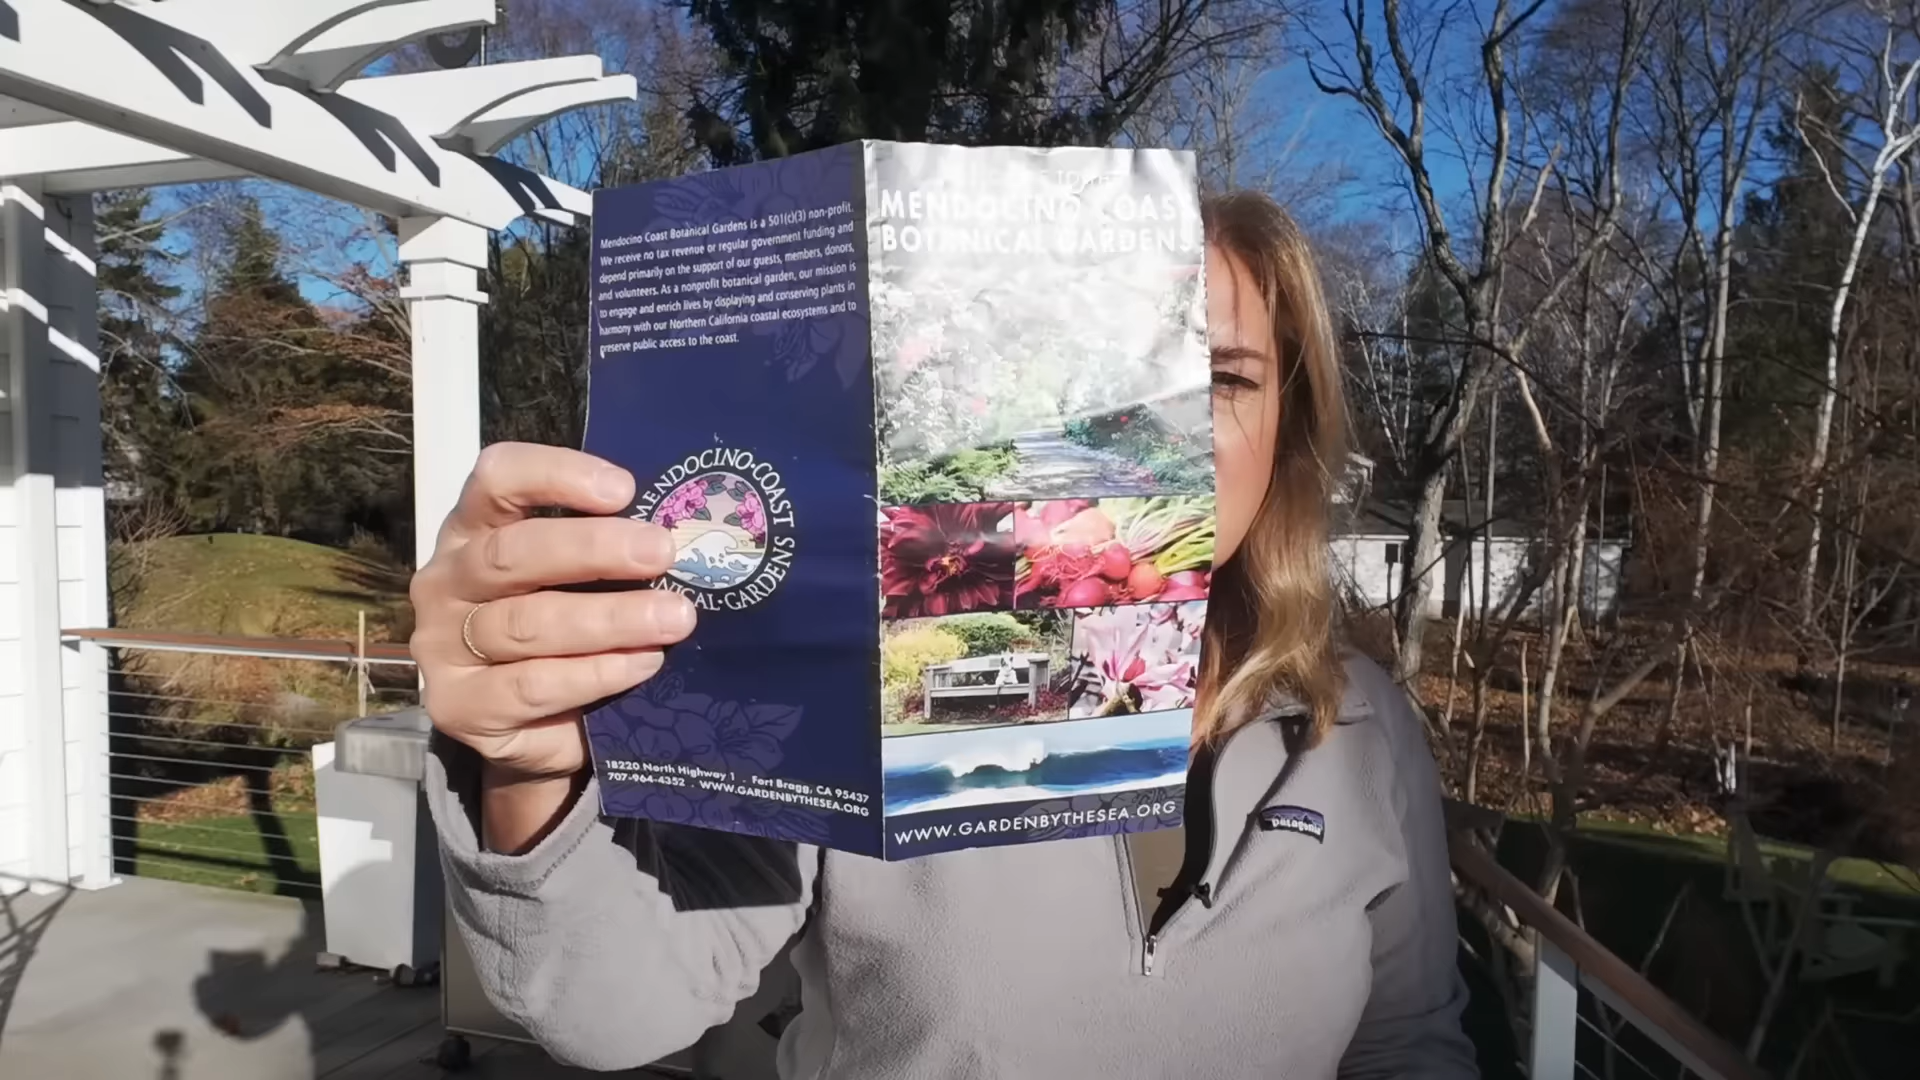 Mendocino Coast Botanical Gardens is a 501(c)(3) non-profit.
We receive no tax revenue or regular government funding and
depend primarily on the support of our guests, members, donors,
and volunteers. As a nonprofit botanical garden, our mission is
to engage and enrich lives by displaying and conserving plants in
harmony with our Northern California coastal ecosystems and to
preserve public access to the coast.
MENDOCINO·COAST
NICAL·GARDENS
18220 North Highway 1 . Fort Bragg, CA 95437
707-964-4352 . WWW.GARDENBYTHESEA.ORG
MENDOCINO COAST
BOTANICAL GARDENS
WWW.GARDENBYTHESEA.ORG
patagonia